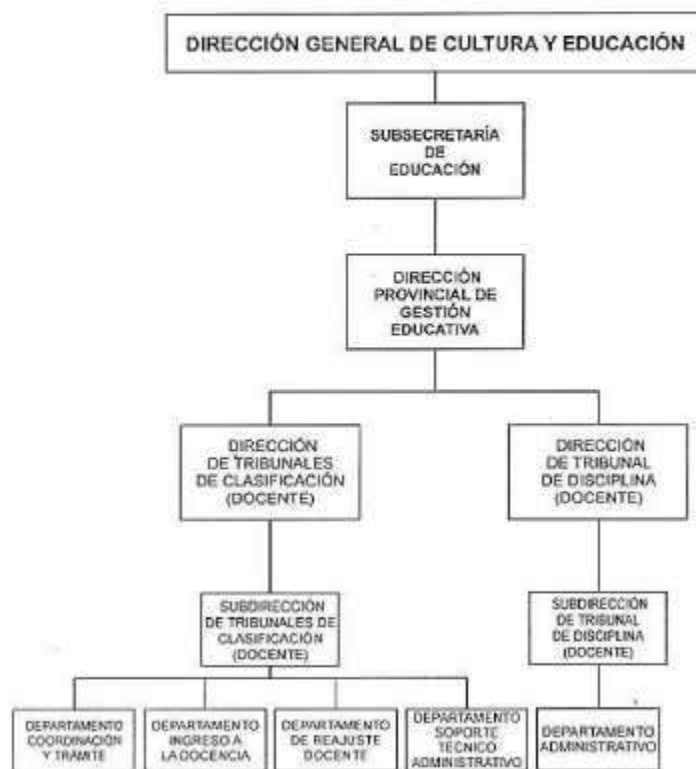 DIRECCIÓN GENERAL DE CULTURA Y EDUCACIÓN
SUBSECRETARÍA
DE
EDUCACIÓN
DIRECCIÓN
PROVINCIAL DE
GESTIÓN
EDUCATIVA
DIRECCIÓN
DE TRIBUNALES
DE CLASIFICACIÓN
(DOCENTE)
DIRECCIÓN
DE TRIBUNAL
DE DISCIPLINA
(DOCENTE)
SUBDIRECCIÓN
DE TRIBUNALES DE
CLASIFICACIÓN
(DOCENTE)
SUBDIRECCIÓN
DE TRIBUNAL
DE DISCIPLINA
(DOCENTE)
DEPARTAMENTO
COORDINACIÓN
Y TRÁMITE
DEPARTAMENTO
INGRESO A
LA DOCENCIA
DEPARTAMENTO
DE REAJUSTE
DOCENTE
DEPARTAMENTO
SOPORTE
TÉCNICO
ADMINISTRATIVO
DEPARTAMENTO
ADMINISTRATIVO